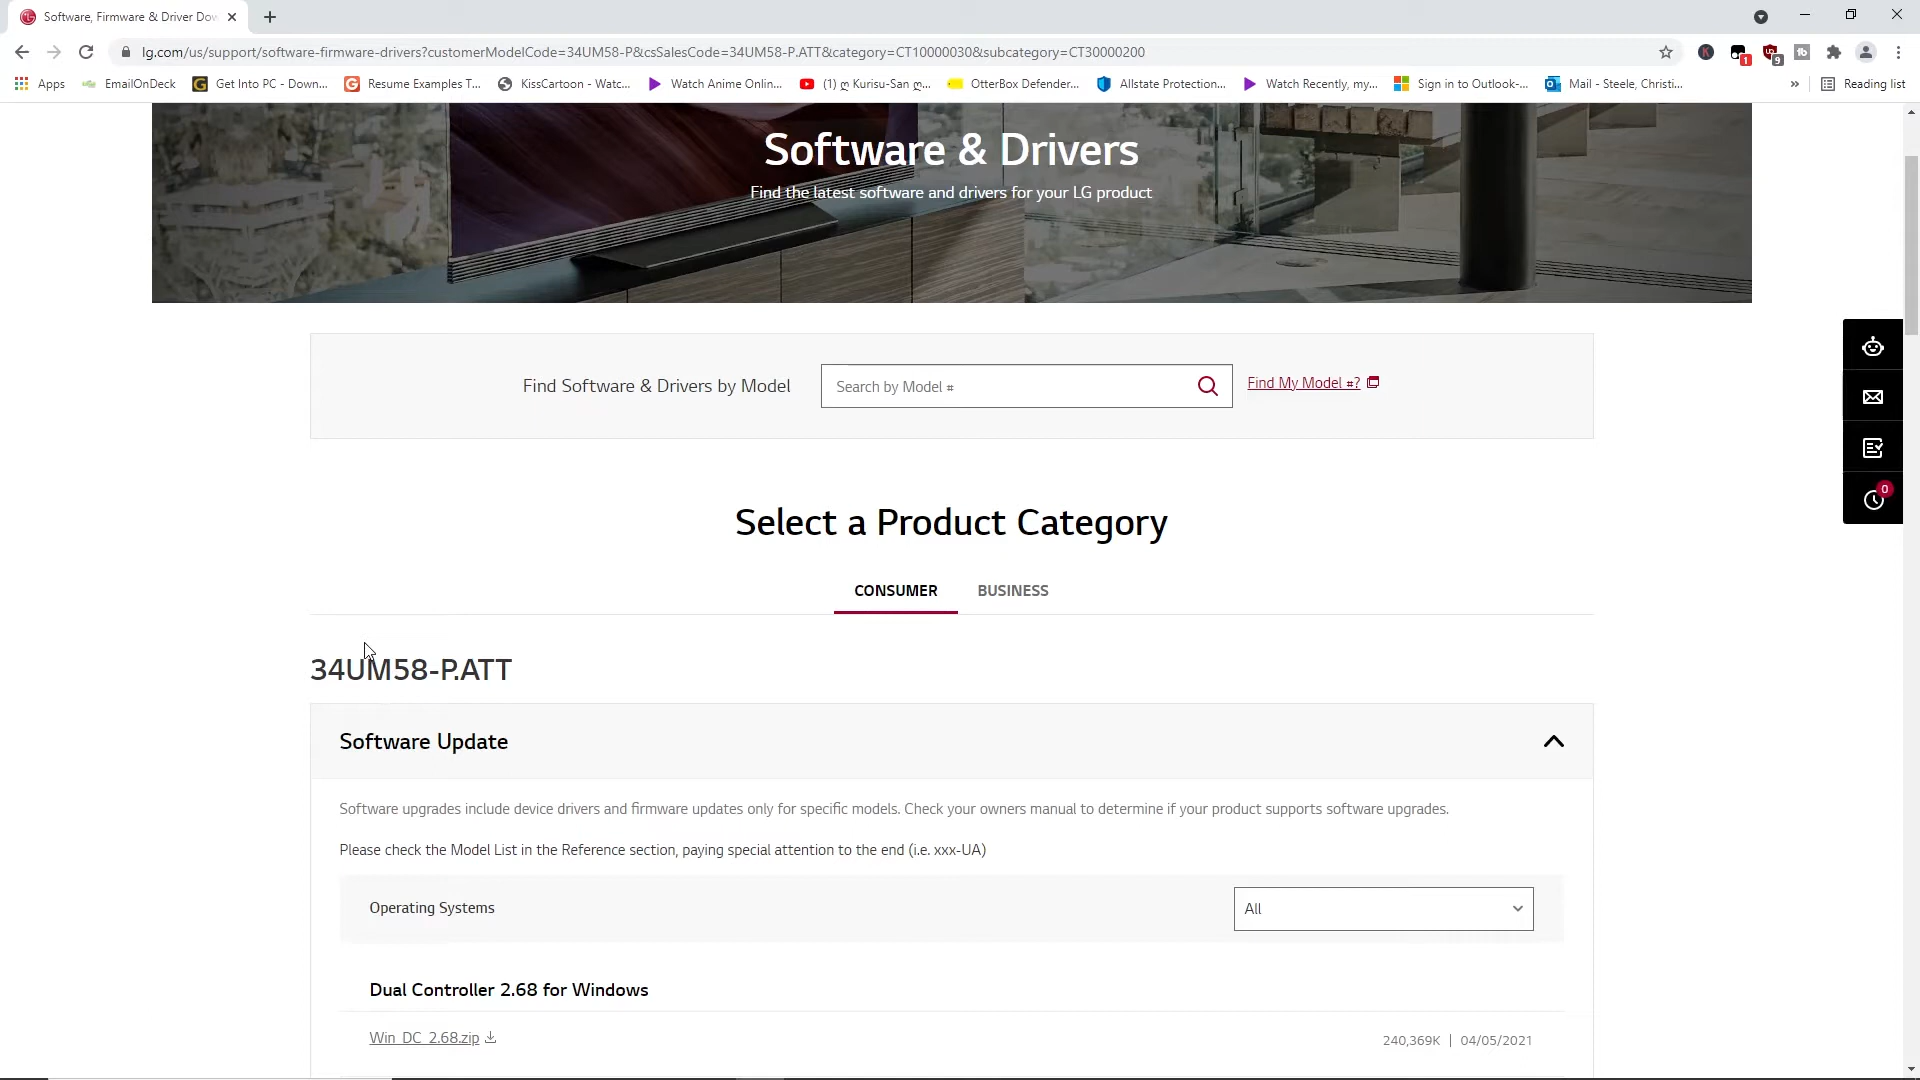 Software, Firmware & Driver Dow
lg.com/us/support/software-firmware-drivers?customerModelCode=34UM58-P&csSalesCode=34UM58-P.ATT&category=CT10000030&subcategory=CT30000200
1
9
Apps
EmailOnDeck
Get Into PC - Down...
Resume Examples T...
KissCartoon - Watc...
Watch Anime Onlin...
(1) ღ Kurisu-San ღ...
OtterBox Defender...
Allstate Protection...
Watch Recently, my...
Sign in to Outlook-...
Mail - Steele, Christi...
»
Reading list
Software & Drivers
Find the latest software and drivers for your LG product
Find Software & Drivers by Model
Search by Model #
Find My Model #?
0
Select a Product Category
CONSUMER
BUSINESS
34UM58-P.ATT
Software Update
Software upgrades include device drivers and firmware updates only for specific models. Check your owners manual to determine if your product supports software upgrades.
Please check the Model List in the Reference section, paying special attention to the end (i.e. xxx-UA)
Operating Systems
All
Dual Controller 2.68 for Windows
Win_DC_2.68.zip
240,369K | 04/05/2021